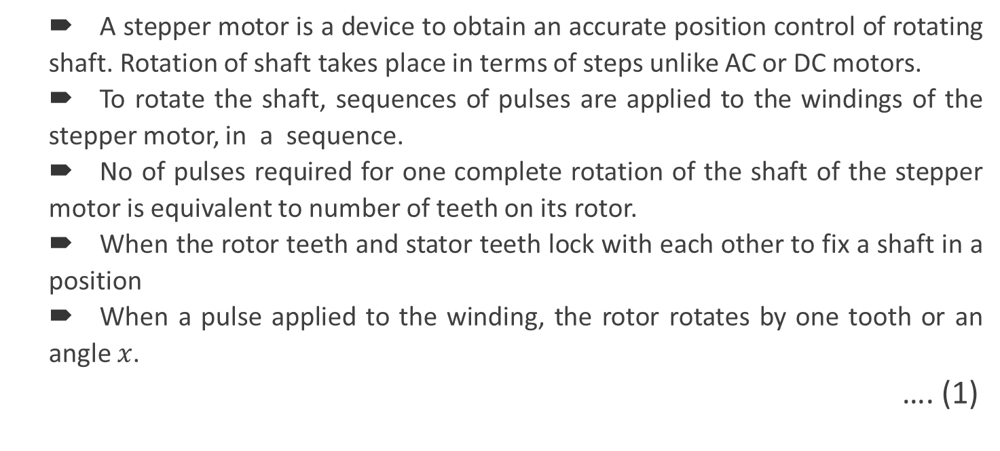 A stepper motor is a device to obtain an accurate position control of rotating
shaft. Rotation of shaft takes place in terms of steps unlike AC or DC motors.
To rotate the shaft, sequences of pulses are applied to the windings of the
stepper motor, in a sequence.
No of pulses required for one complete rotation of the shaft of the stepper
motor is equivalent to number of teeth on its rotor.
When the rotor teeth and stator teeth lock with each other to fix a shaft in a
position
When a pulse applied to the winding, the rotor rotates by one tooth or an
angle x.
.... (1)